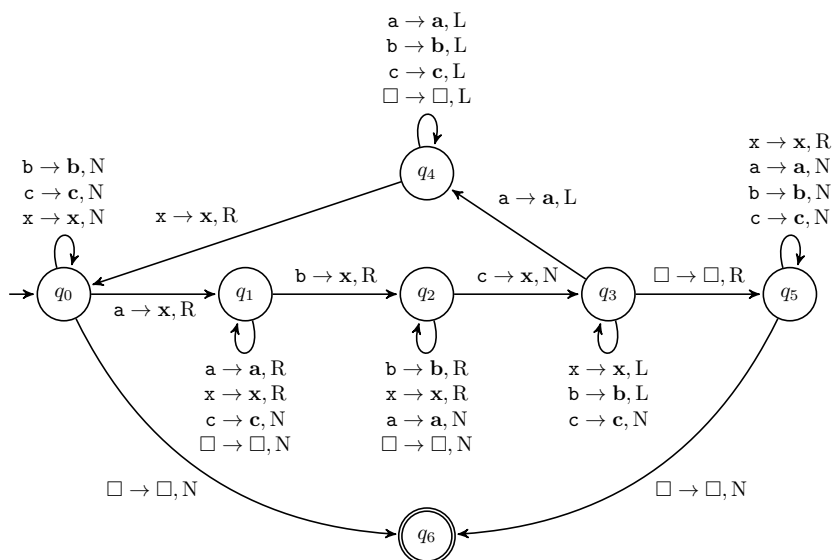 a → a, L
b → b, L
c → c, L
□ → □, L
x → x, R
a → a, N
b → b, N
c → c, N
b → b, N
c → c, N
x → x, N
q4
x → x, R
a → a, L
q0
a → x, R
q1
b → x, R
q2
c → x, N
q3
□ → □, R
q5
a → a, R
x → x, R
c → c, N
□ → □, N
b → b, R
x → x, R
a → a, N
□ → □, N
x → x, L
b → b, L
c → c, N
□ → □, N
□ → □, N
q6